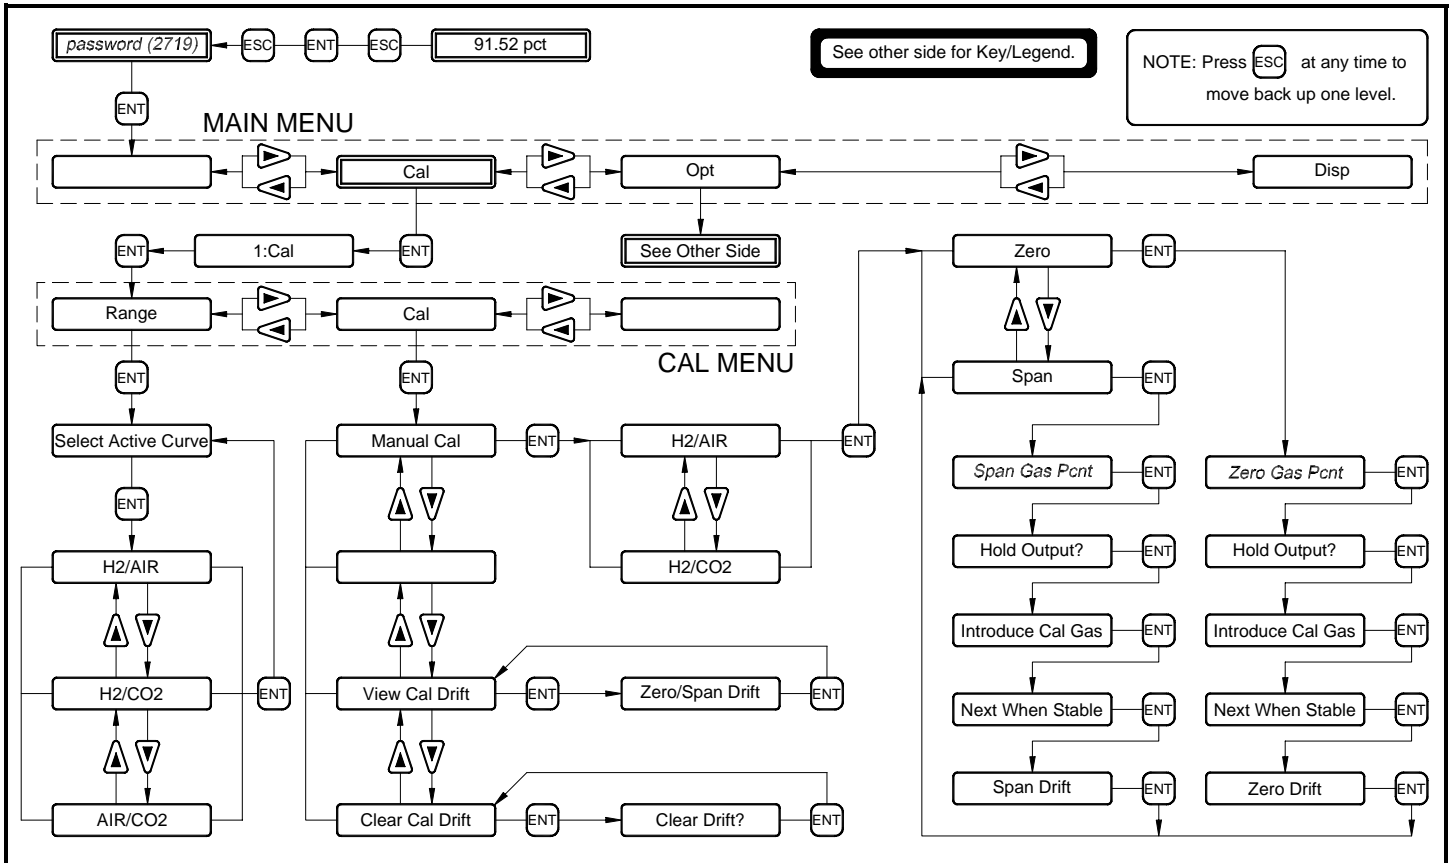 password (2719) ESC ENT ESC 91.52 pct
See other side for Key/Legend.
NOTE: Press ESC at any time to
move back up one level.
ENT
MAIN MENU
Cal Opt Disp
ENT 1:Cal ENT See Other Side
Range Cal
CAL MENU
ENT ENT
Select Active Curve
ENT
H2/AIR
H2/CO2 ENT
AIR/CO2
Manual Cal ENT H2/AIR ENT
H2/CO2
View Cal Drift ENT Zero/Span Drift ENT
Clear Cal Drift ENT Clear Drift? ENT
Zero ENT
Span ENT
Span Gas Pcnt ENT Zero Gas Pcnt ENT
Hold Output? ENT Hold Output? ENT
Introduce Cal Gas ENT Introduce Cal Gas ENT
Next When Stable ENT Next When Stable ENT
Span Drift ENT Zero Drift ENT